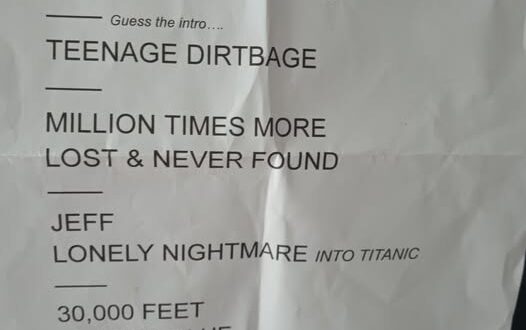 Guess the intro....
TEENAGE DIRTBAGE
MILLION TIMES MORE
LOST & NEVER FOUND
JEFF
LONELY NIGHTMARE INTO TITANIC
30,000 FEET